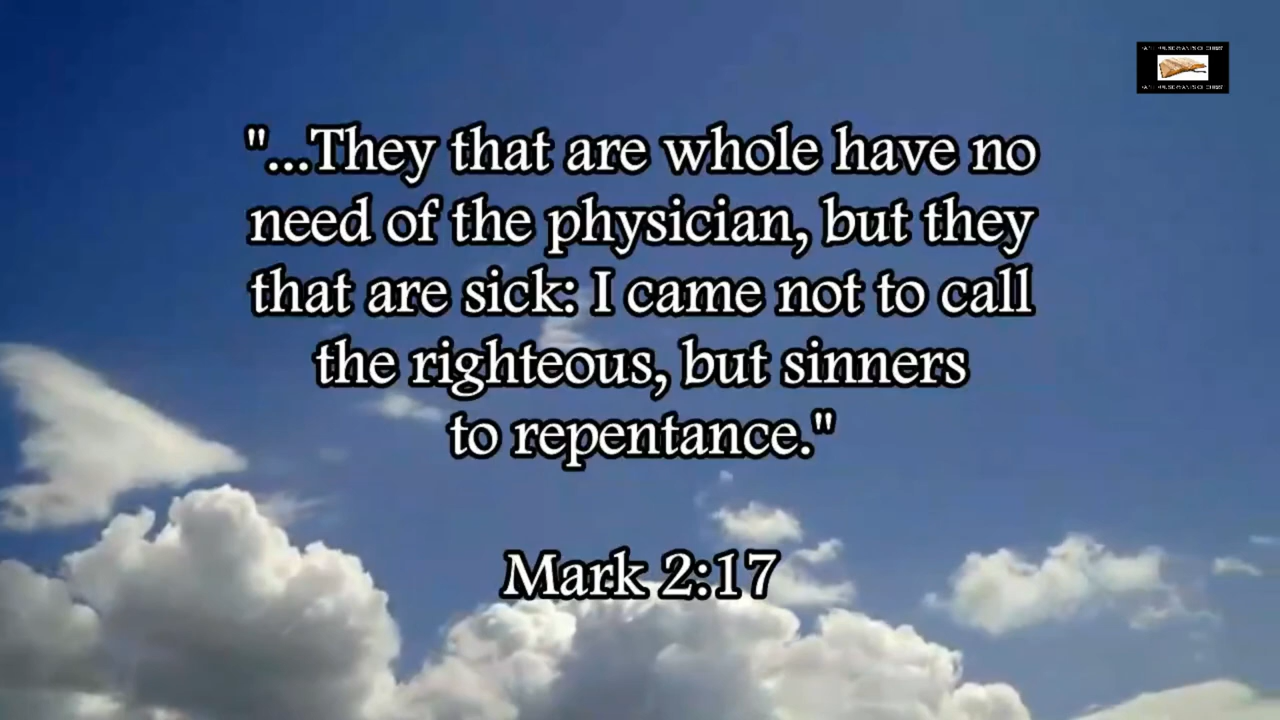 "...They that are whole have no
need of the physician, but they
that are sick: I came not to call
the righteous, but sinners
to repentance."
Mark 2:17